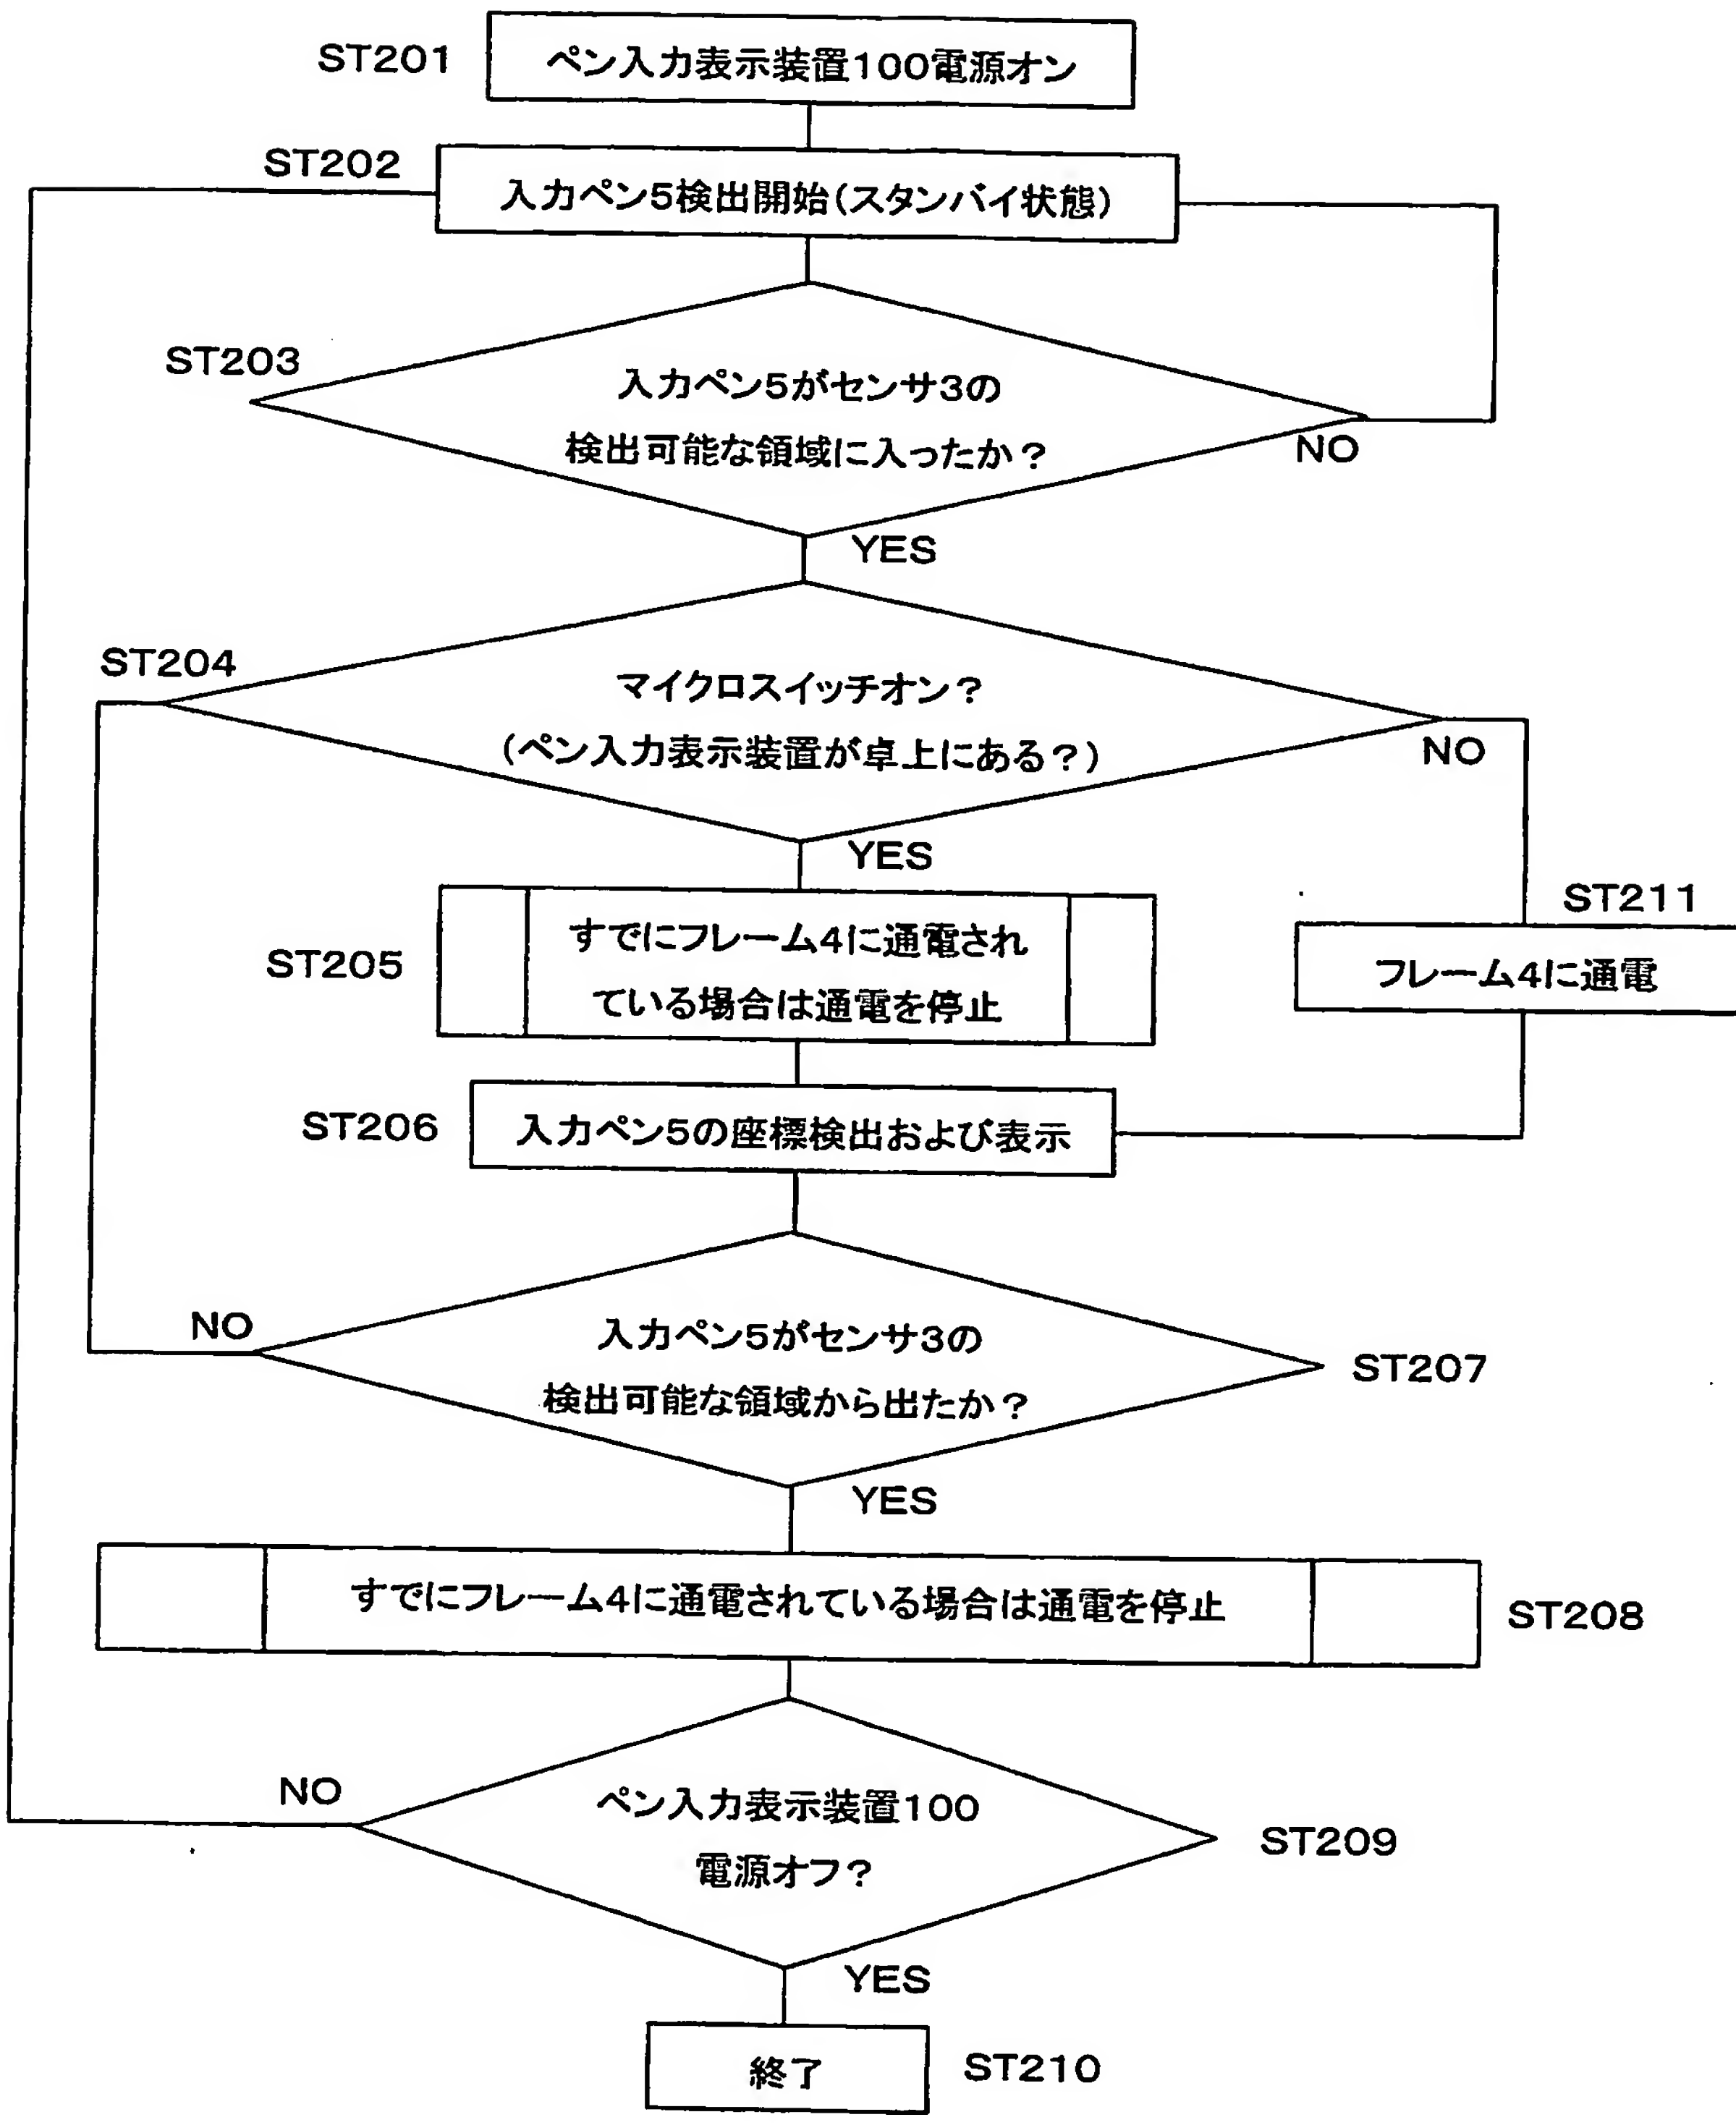 ST201
ペン入力表示装置100電源オン
ST202
入力ペン5検出開始(スタンバイ状態)
ST203
入力ペン5がセンサ3の
検出可能な領域に入ったか?
NO
YES
ST204
マイクロスイッチオン?
(ペン入力表示装置が卓上にある?)
NO
YES
ST205
すでにフレーム4に通電され
ている場合は通電を停止
ST211
フレーム4に通電
ST206
入力ペン5の座標検出および表示
NO
入力ペン5がセンサ3の
検出可能な領域から出たか?
ST207
YES
すでにフレーム4に通電されている場合は通電を停止
ST208
NO
ペン入力表示装置100
電源オフ?
ST209
YES
終了
ST210